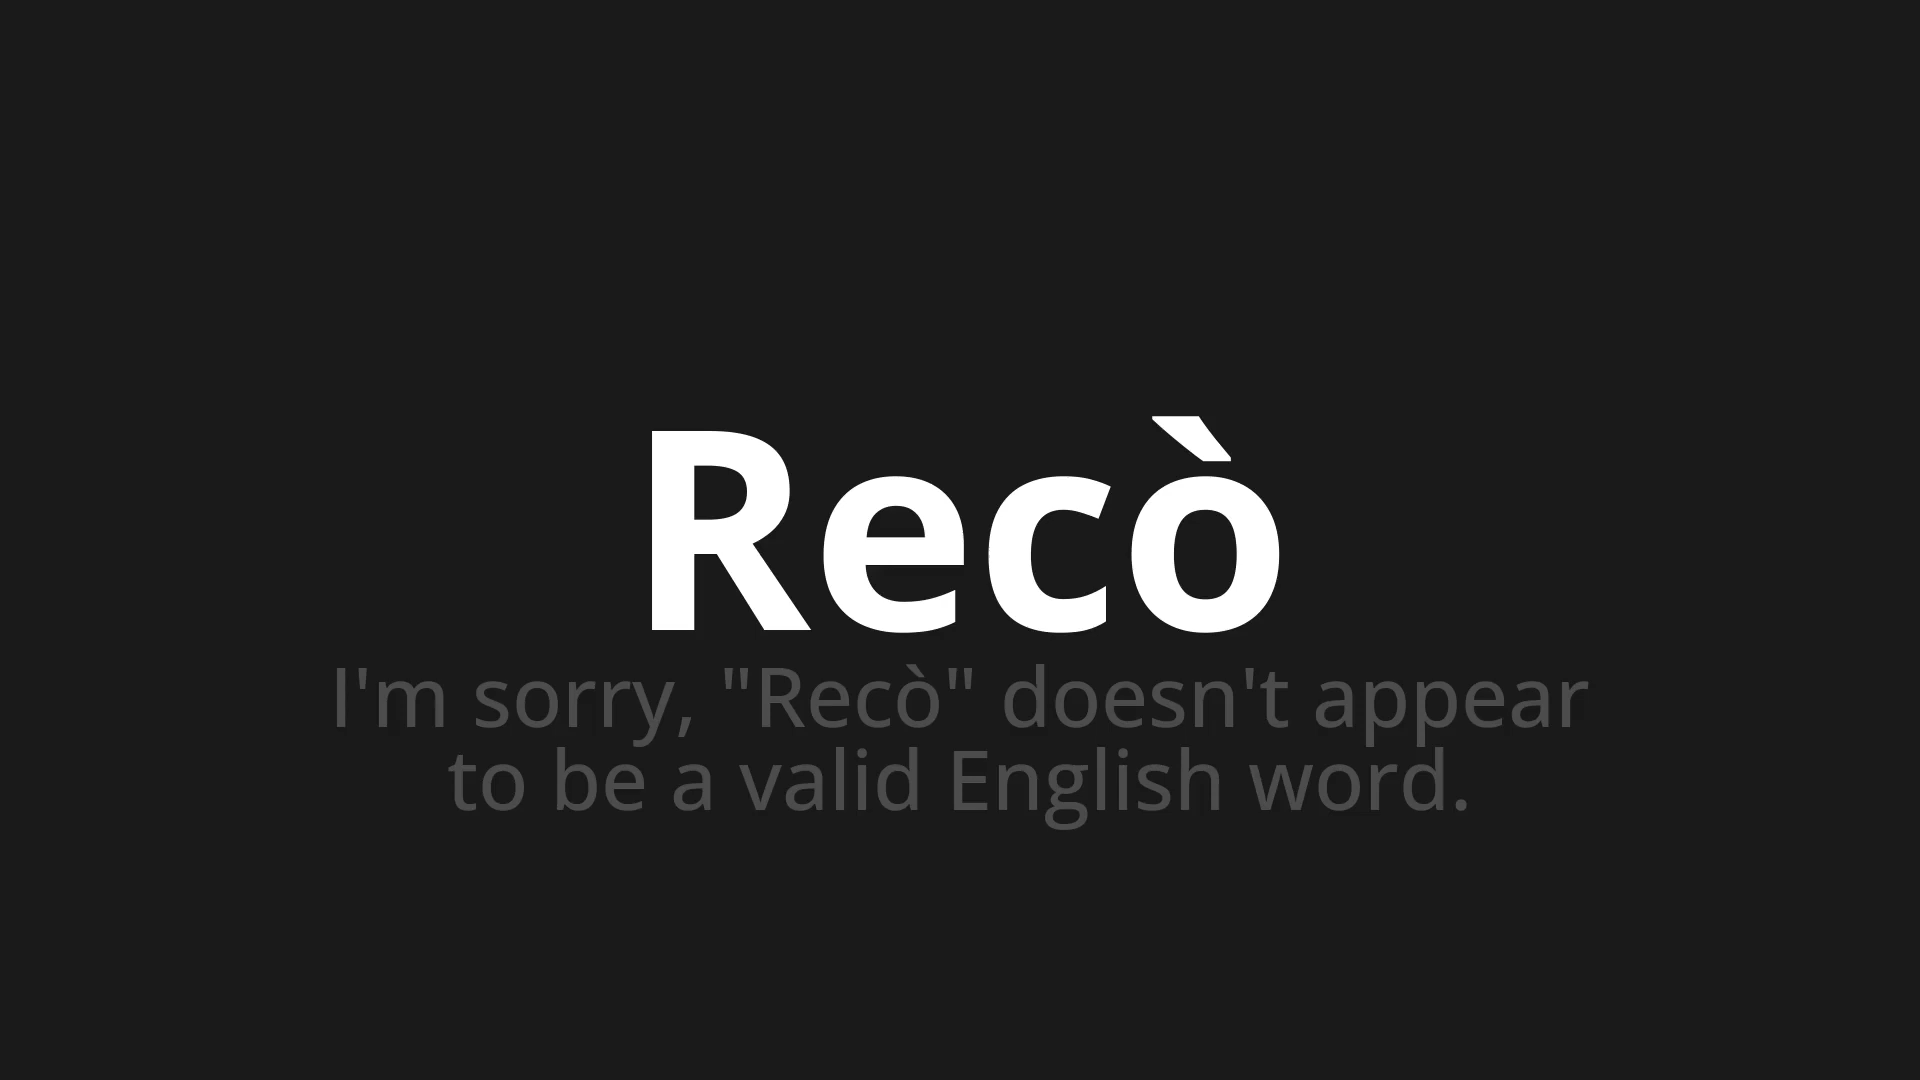 Recò
I'm sorry, "Recò" doesn't appear
to be a valid English word.